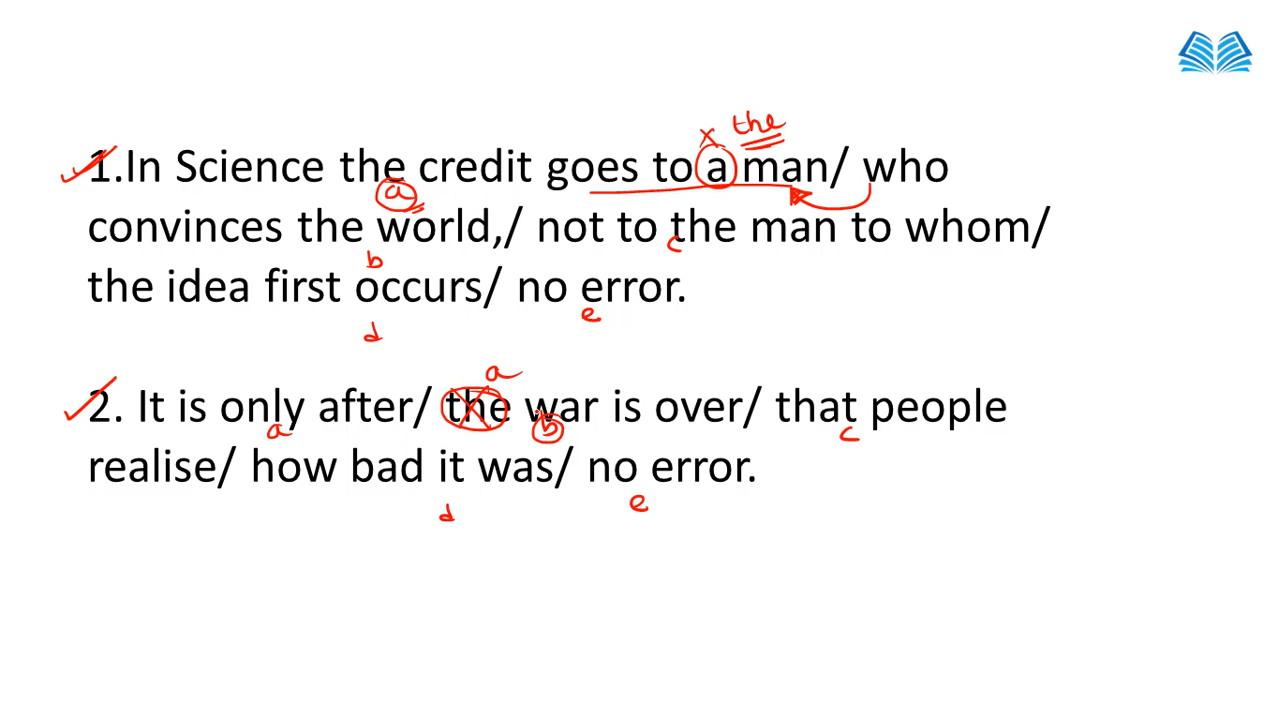 x the
1.In Science the credit goes to a man/ who
a
convinces the world,/ not to the man to whom/
b c
the idea first occurs/ no error.
d e
a
2. It is only after/ the war is over/ that people
a b c
realise/ how bad it was/ no error.
d e